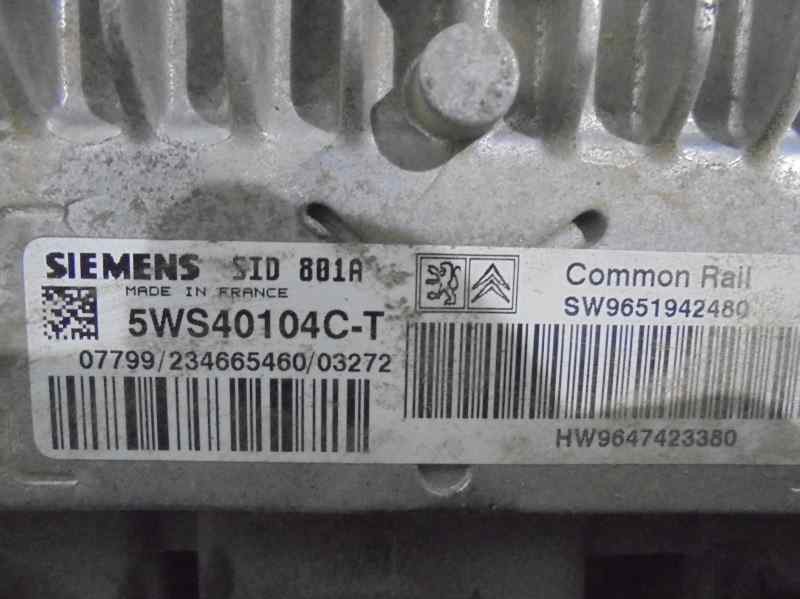 SIEMENS SID 801A
MADE IN FRANCE
5WS40104C-T
07799/234665460/03272
Common Rail
SW9651942480
HW9647423380